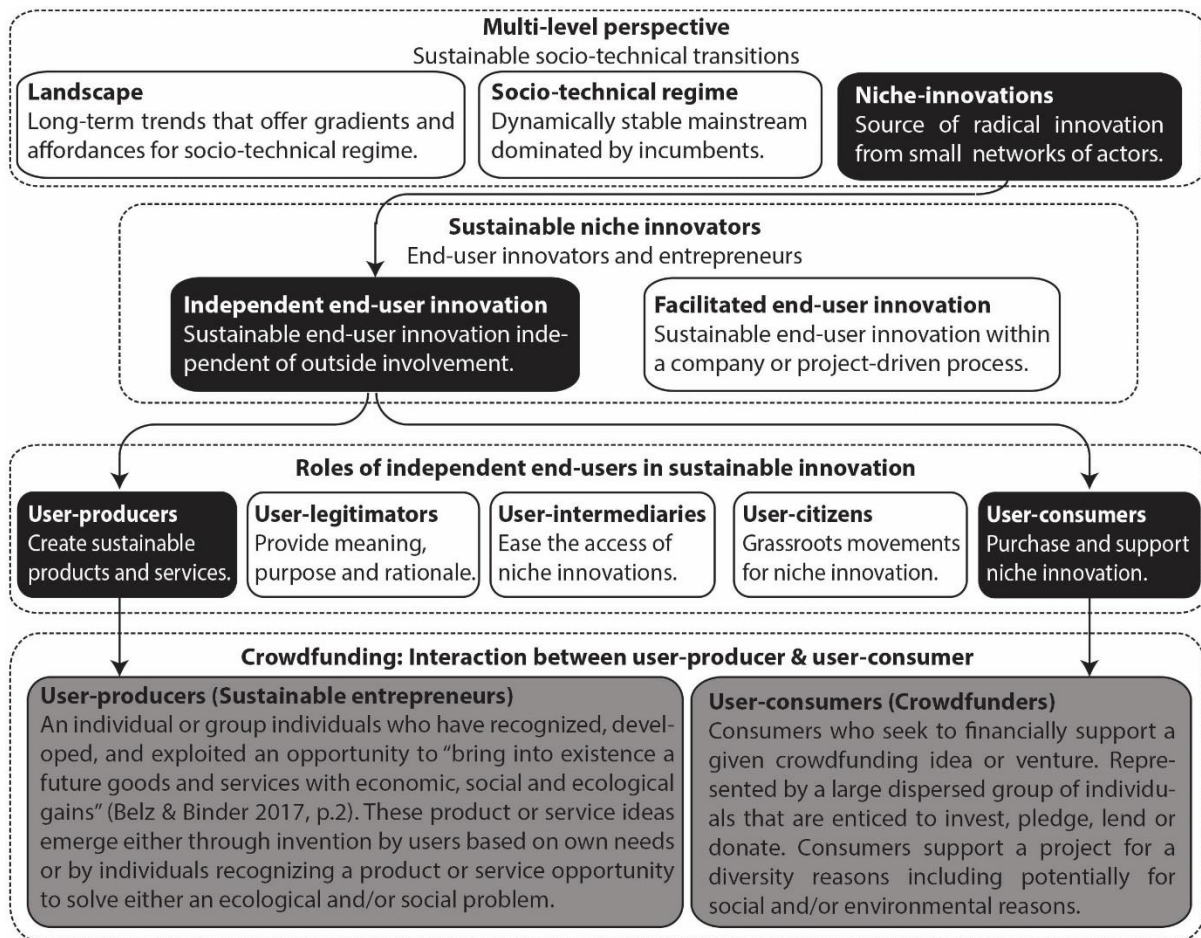 Multi-level perspective
Sustainable socio-technical transitions
Landscape
Long-term trends that offer gradients and
affordances for socio-technical regime.
Socio-technical regime
Dynamically stable mainstream
dominated by incumbents.
Niche-innovations
Source of radical innovation
from small networks of actors.
Sustainable niche innovators
End-user innovators and entrepreneurs
Independent end-user innovation
Sustainable end-user innovation inde-
pendent of outside involvement.
Facilitated end-user innovation
Sustainable end-user innovation within
a company or project-driven process.
Roles of independent end-users in sustainable innovation
User-producers
Create sustainable
products and services.
User-legitimators
Provide meaning,
purpose and rationale.
User-intermediaries
Ease the access of
niche innovations.
User-citizens
Grassroots movements
for niche innovation.
User-consumers
Purchase and support
niche innovation.
Crowdfunding: Interaction between user-producer & user-consumer
User-producers (Sustainable entrepreneurs)
An individual or group individuals who have recognized, devel-
oped, and exploited an opportunity to “bring into existence a
future goods and services with economic, social and ecological
gains” (Belz & Binder 2017, p.2). These product or service ideas
emerge either through invention by users based on own needs
or by individuals recognizing a product or service opportunity
to solve either an ecological and/or social problem.
User-consumers (Crowdfunders)
Consumers who seek to financially support a
given crowdfunding idea or venture. Repre-
sented by a large dispersed group of individu-
als that are enticed to invest, pledge, lend or
donate. Consumers support a project for a
diversity reasons including potentially for
social and/or environmental reasons.